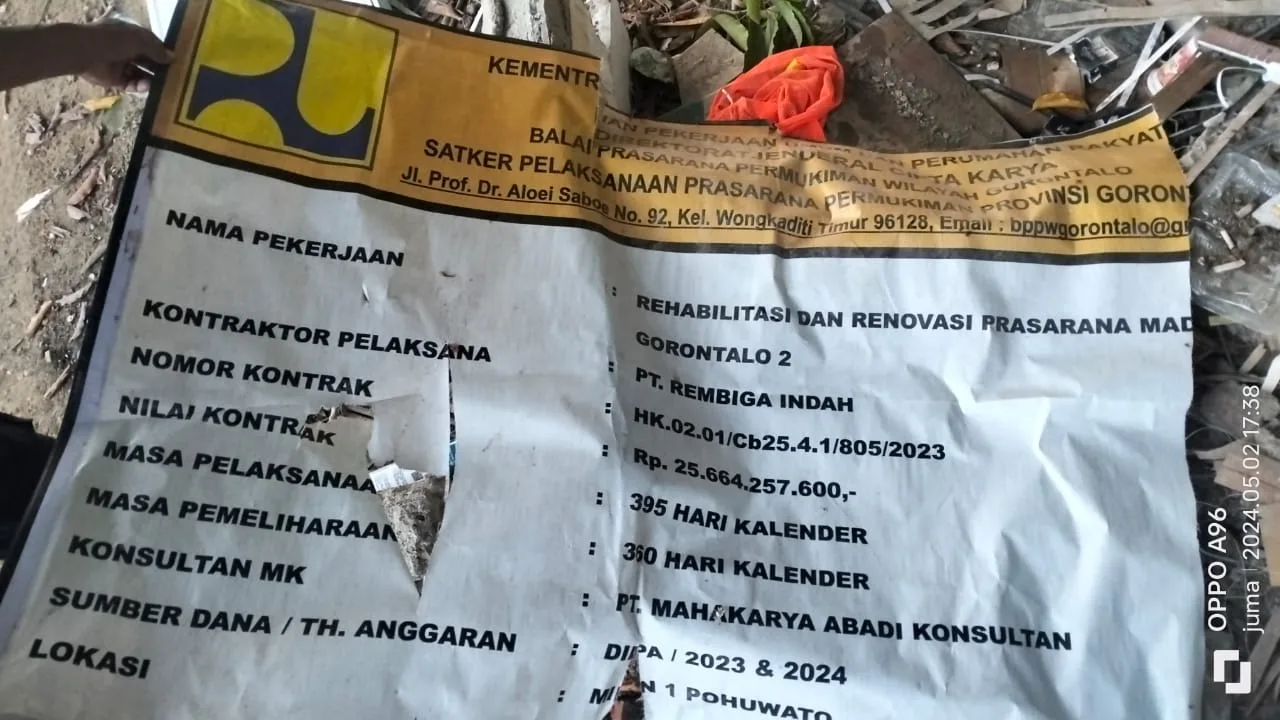 KEMENTR
IAN PEKERJAAN PERUMAHAN RAKYAT
DIREKTORAT JENDERAL CIPTA KARYA
BALAI PRASARANA PERMUKIMAN WILAYAH GORONTALO
SATKER PELAKSANAAN PRASARANA PERMUKIMAN PROVINSI GORONT
Jl. Prof. Dr. Aloei Saboe No. 92, Kel. Wongkaditi Timur 96128, Email : bppwgorontalo@g
NAMA PEKERJAAN : REHABILITASI DAN RENOVASI PRASARANA MAD
GORONTALO 2
KONTRAKTOR PELAKSANA : PT. REMBIGA INDAH
NOMOR KONTRAK : HK.02.01/Cb25.4.1/805/2023
NILAI KONTRAK : Rp. 25.664.257.600,-
MASA PELAKSANAA : 395 HARI KALENDER
MASA PEMELIHARAAN : 360 HARI KALENDER
KONSULTAN MK : PT. MAHAKARYA ABADI KONSULTAN
SUMBER DANA / TH. ANGGARAN : DIPA / 2023 & 2024
LOKASI : MI N 1 POHUWATO
OPPO A96
juma | 2024.05.02 17:38